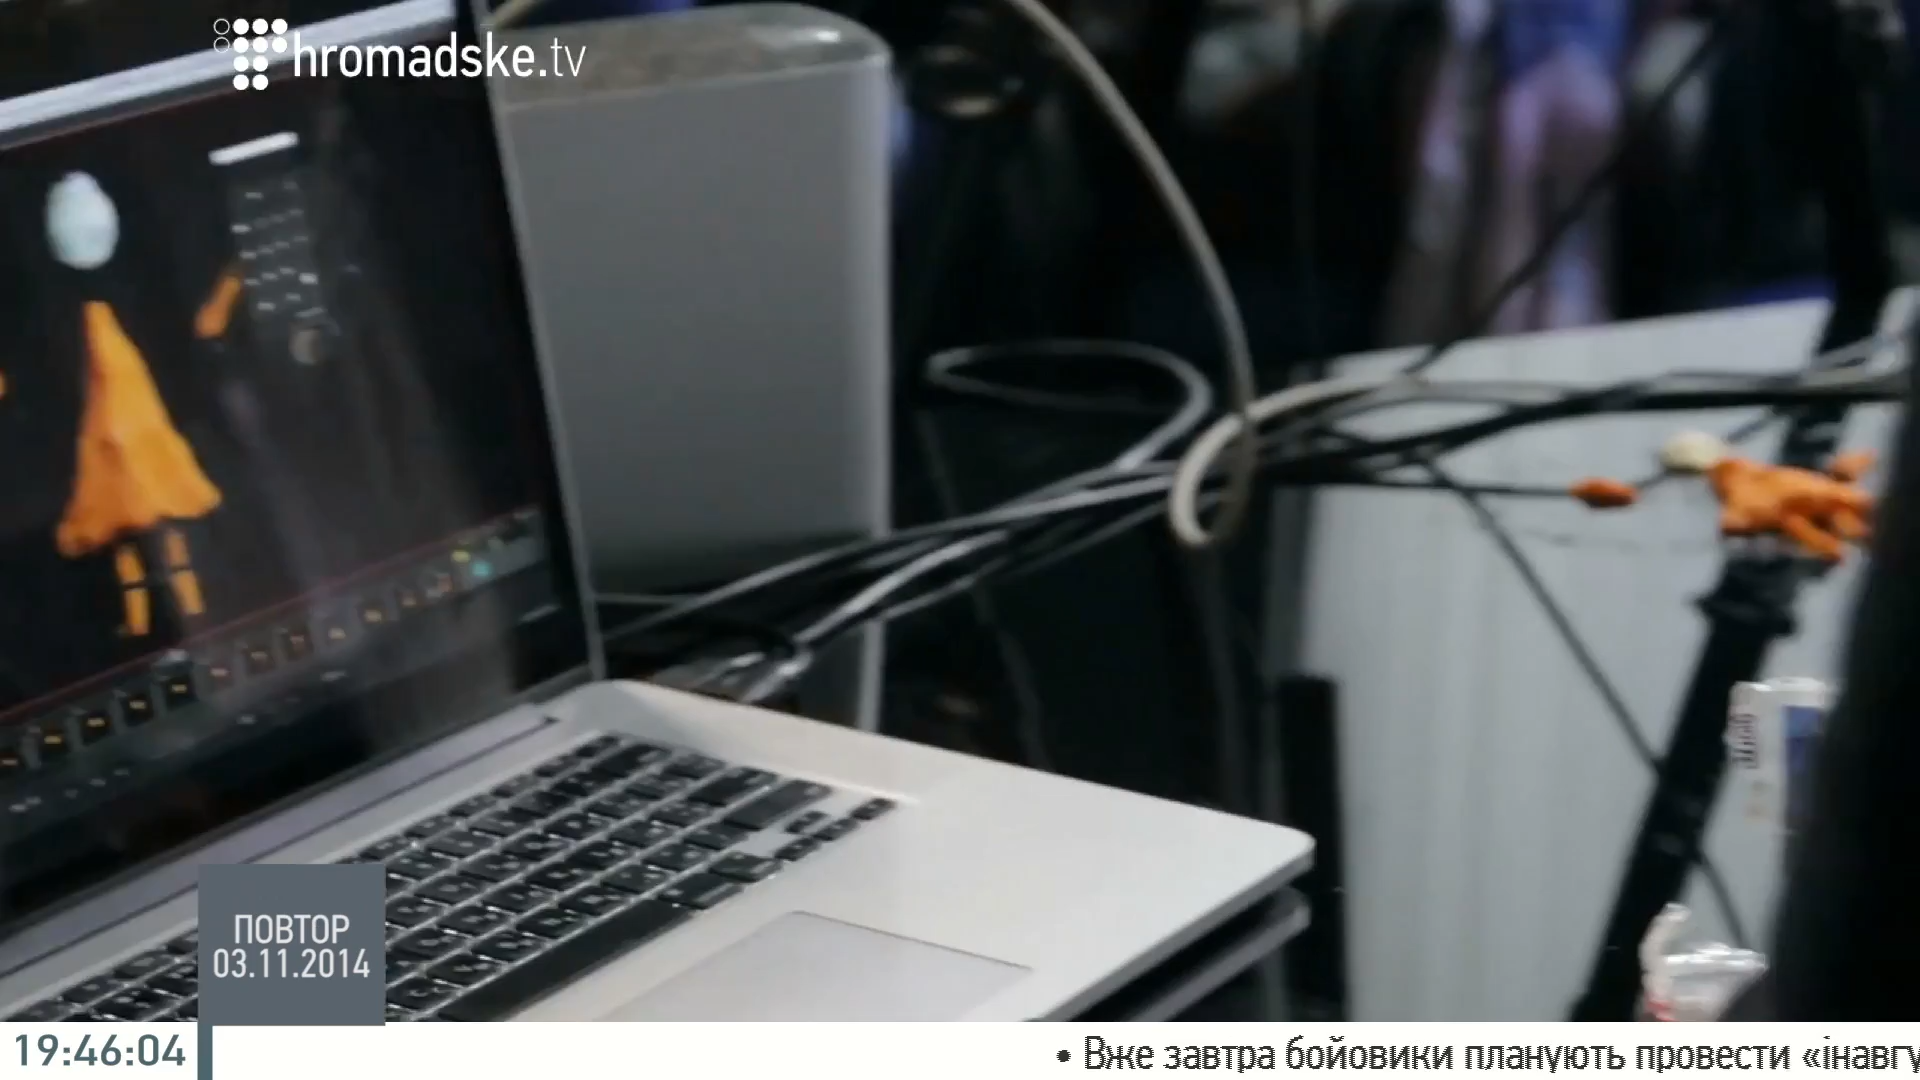 hromadske.tv
ПОВТОР
03.11.2014
19:46:04
• Вже завтра бойовики планують провести «інавгу